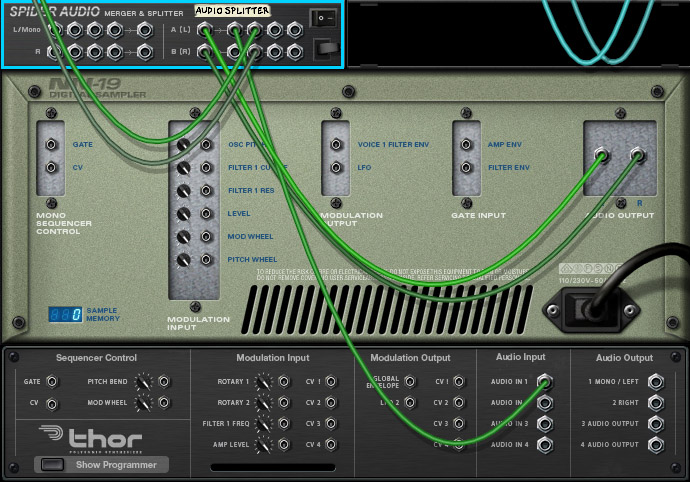 SPIDER AUDIO MERGER & SPLITTER
AUDIO SPLITTER
L/Mono
R
A (L)
B (R)
NN-19
DIGITAL SAMPLER
GATE
CV
MONO
SEQUENCER
CONTROL
OSC PITCH
FILTER 1
FILTER 1 RES
LEVEL
MOD WHEEL
PITCH WHEEL
MODULATION
INPUT
VOICE 1 FILTER ENV
LFO
MODULATION
OUTPUT
AMP ENV
FILTER ENV
GATE INPUT
R
AUDIO OUTPUT
TO REDUCE THE RISK OF FIRE OR ELECTRIC DO NOT EXPOSE THIS EQUIPMENT TO RAIN OR MOISTURE
DO NOT REMOVE COVER. NO USER SERVICEABLE REFER SERVICING TO QUALIFIED PERSONNEL
110/230V-50/
0
SAMPLE
MEMORY
Sequencer Control
GATE
PITCH BEND
CV
MOD WHEEL
thor
POLYSONIC SYNTHESIZER
Show Programmer
Modulation Input
ROTARY 1
CV 1
ROTARY 2
CV 2
FILTER 1 FREQ
CV 3
AMP LEVEL
CV 4
Modulation Output
GLOBAL
ENVELOPE
CV 1
LFO 2
CV 2
CV 3
CV 4
Audio Input
AUDIO IN 1
AUDIO IN
AUDIO IN 3
AUDIO IN 4
Audio Output
1 MONO / LEFT
2 RIGHT
3 AUDIO OUTPUT
4 AUDIO OUTPUT